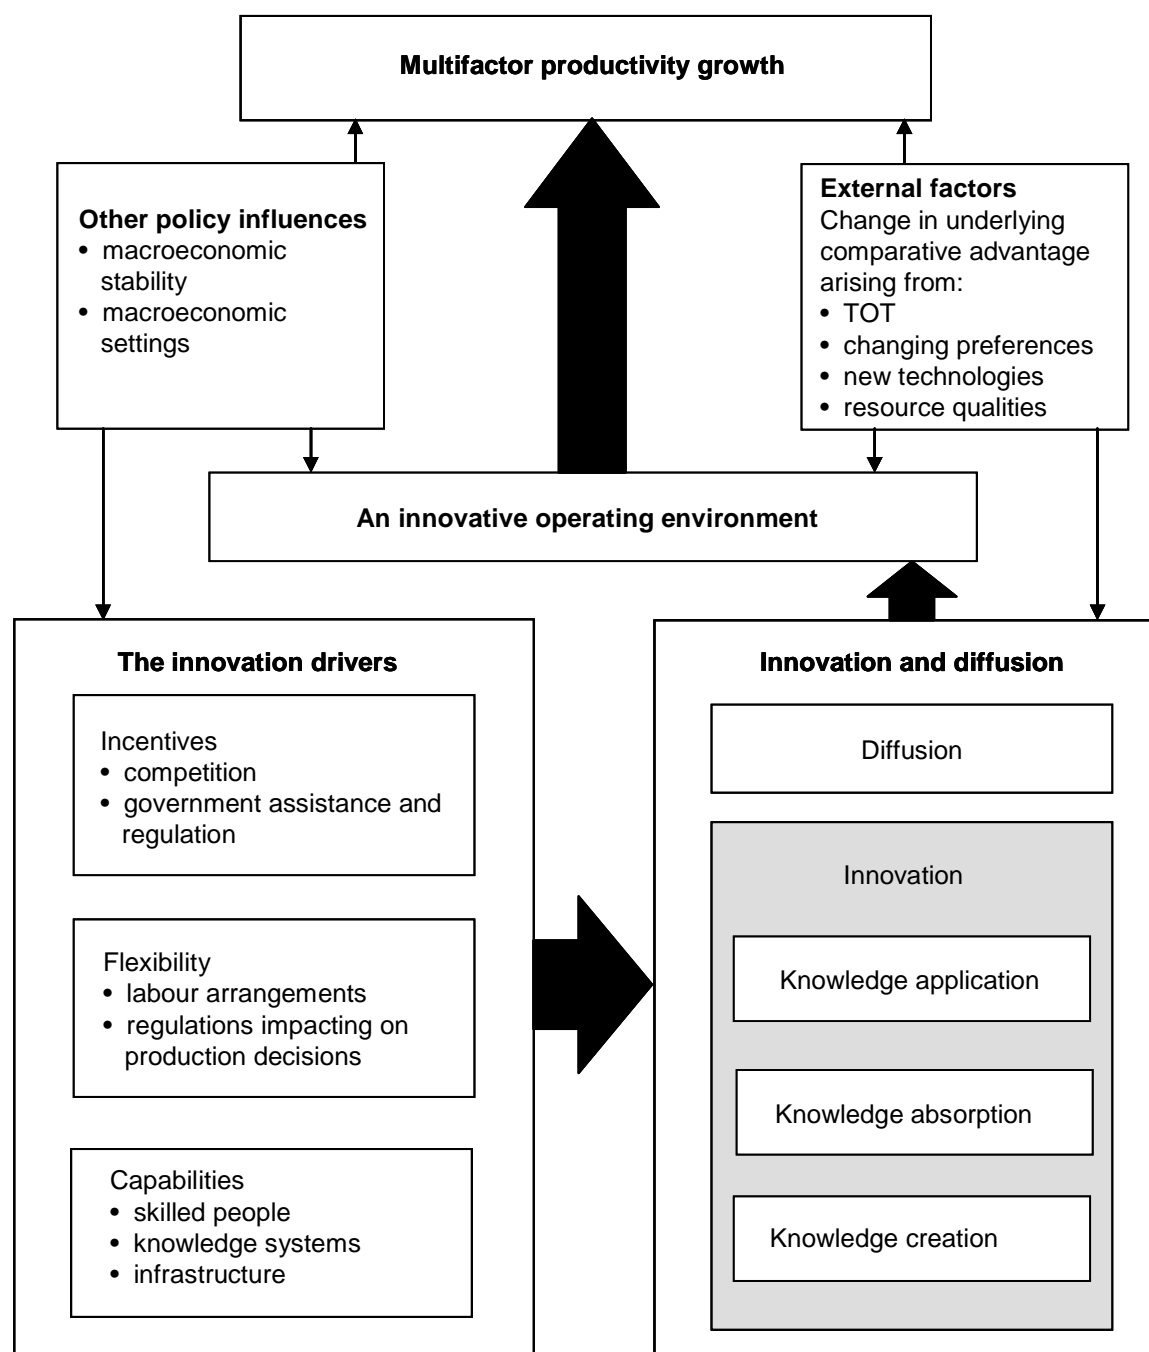 Multifactor productivity growth
Other policy influences
• macroeconomic
stability
• macroeconomic
settings
External factors
Change in underlying
comparative advantage
arising from:
• TOT
• changing preferences
• new technologies
• resource qualities
An innovative operating environment
The innovation drivers
Incentives
• competition
• government assistance and
regulation
Flexibility
• labour arrangements
• regulations impacting on
production decisions
Capabilities
• skilled people
• knowledge systems
• infrastructure
Innovation and diffusion
Diffusion
Innovation
Knowledge application
Knowledge absorption
Knowledge creation